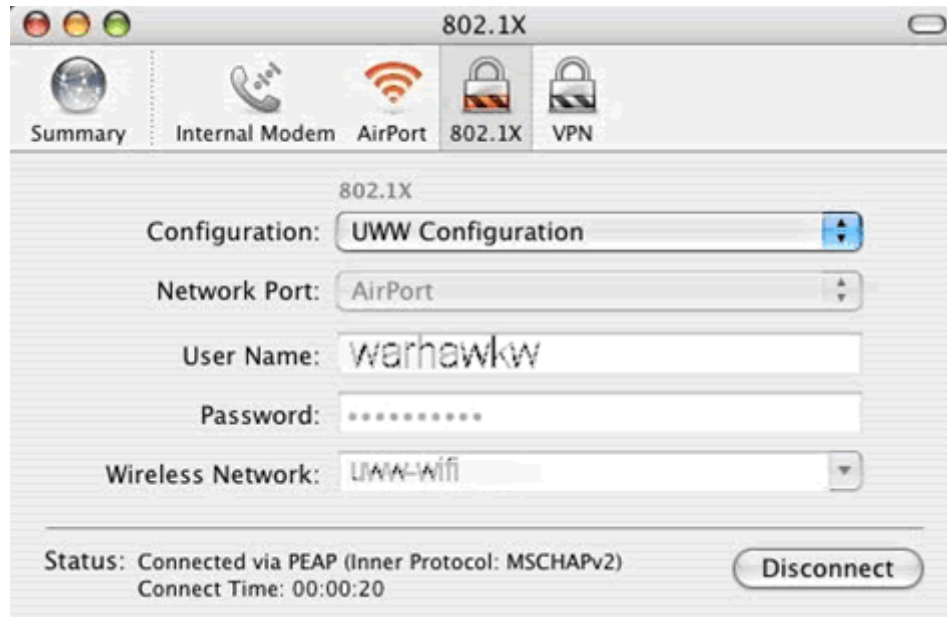 802.1X
Summary
Internal Modem
AirPort
802.1X
VPN
802.1X
Configuration: UWW Configuration
Network Port: AirPort
User Name: warhawkw
Password: ••••••••••
Wireless Network: uww-wifi
Status: Connected via PEAP (Inner Protocol: MSCHAPv2)
Connect Time: 00:00:20
Disconnect